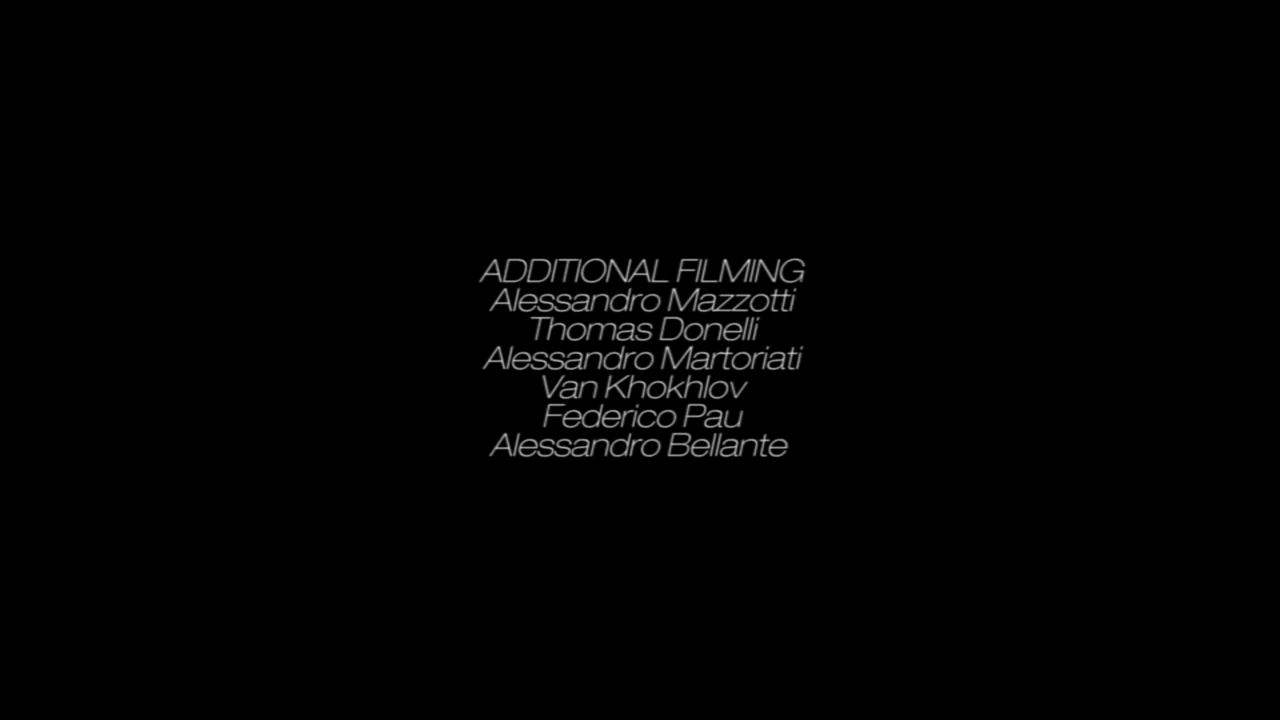 ADDITIONAL FILMING
Alessandro Mazzotti
Thomas Donelli
Alessandro Martoriati
Van Khokhlov
Federico Pau
Alessandro Bellante